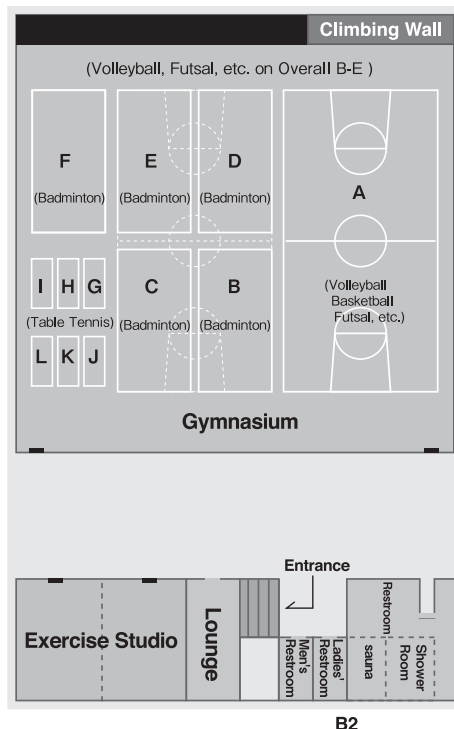 Climbing Wall
(Volleyball, Futsal, etc. on Overall B-E )
F
(Badminton)
E
(Badminton)
D
(Badminton)
A
(Volleyball
Basketball
Futsal, etc.)
I H G
(Table Tennis)
L K J
C
(Badminton)
B
(Badminton)
Gymnasium
Entrance
Exercise Studio
Lounge
Men's
Restroom
Ladies'
Restroom
Restroom
sauna
Shower
Room
B2